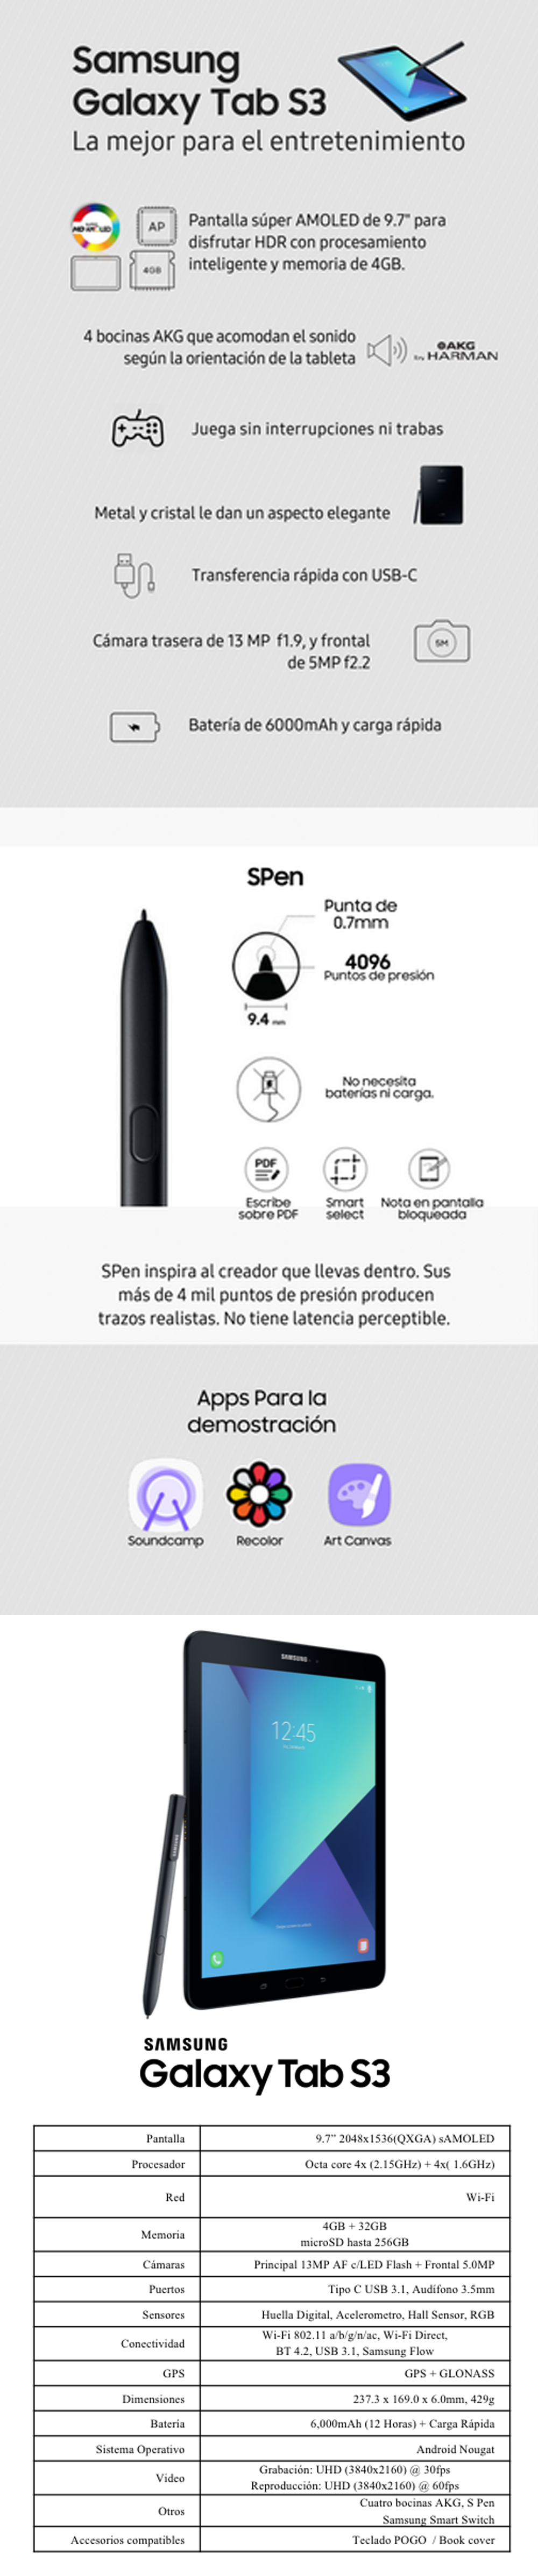 Samsung
Galaxy Tab S3
La mejor para el entretenimiento
AP
4GB
Pantalla súper AMOLED de 9.7" para
disfrutar HDR con procesamiento
inteligente y memoria de 4GB.
4 bocinas AKG que acomodan el sonido
según la orientación de la tableta
AKG
by HARMAN
Juega sin interrupciones ni trabas
Metal y cristal le dan un aspecto elegante
Transferencia rápida con USB-C
Cámara trasera de 13 MP f1.9, y frontal
de 5MP f2.2
5M
Batería de 6000mAh y carga rápida
SPen
Punta de
0.7mm
4096
Puntos de presión
9.4 mm
No necesita
baterías ni carga.
PDF
Escribe
sobre PDF
Smart
select
Nota en pantalla
bloqueada
SPen inspira al creador que llevas dentro. Sus
más de 4 mil puntos de presión producen
trazos realistas. No tiene latencia perceptible.
Apps Para la
demostración
Soundcamp
Recolor
Art Canvas
SAMSUNG
12:45
SAMSUNG
SAMSUNG
Galaxy Tab S3
Pantalla 9.7" 2048x1536(QXGA) sAMOLED
Procesador Octa core 4x (2.15GHz) + 4x( 1.6GHz)
Red Wi-Fi
Memoria 4GB + 32GB
microSD hasta 256GB
Cámaras Principal 13MP AF c/LED Flash + Frontal 5.0MP
Puertos Tipo C USB 3.1, Audífono 3.5mm
Sensores Huella Digital, Acelerometro, Hall Sensor, RGB
Conectividad Wi-Fi 802.11 a/b/g/n/ac, Wi-Fi Direct,
BT 4.2, USB 3.1, Samsung Flow
GPS GPS + GLONASS
Dimensiones 237.3 x 169.0 x 6.0mm, 429g
Bateria 6,000mAh (12 Horas) + Carga Rápida
Sistema Operativo Android Nougat
Video Grabación: UHD (3840x2160) @ 30fps
Reproducción: UHD (3840x2160) @ 60fps
Otros Cuatro bocinas AKG, S Pen
Samsung Smart Switch
Accesorios compatibles Teclado POGO / Book cover